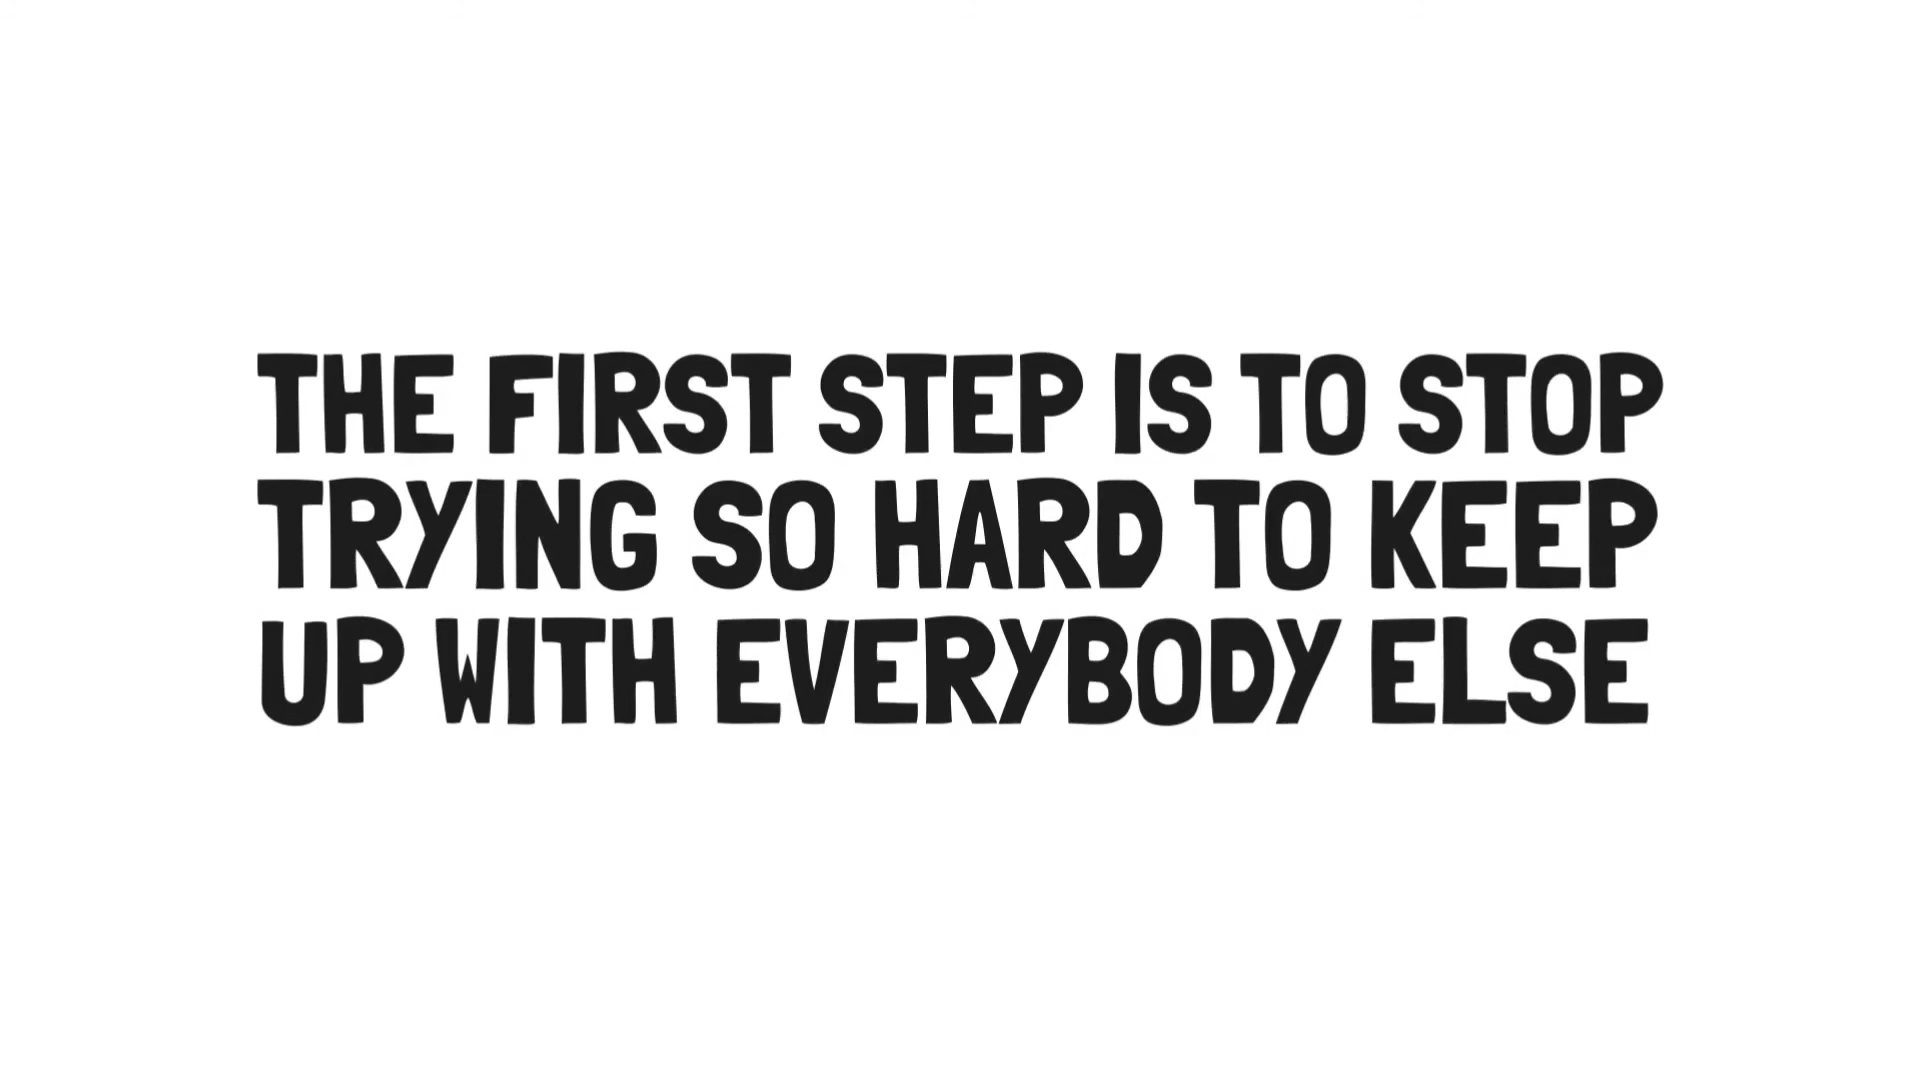 THE FIRST STEP IS TO STOP
TRYING SO HARD TO KEEP
UP WITH EVERYBODY ELSE